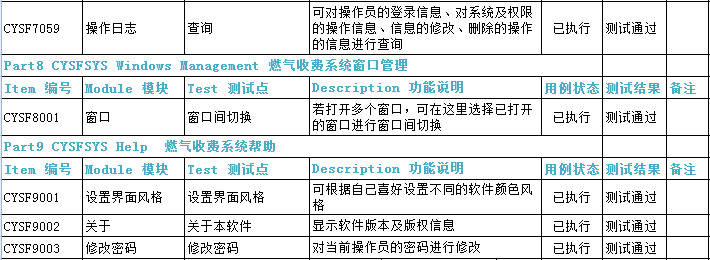 可对操作员的登录信息、对系统及权限
CYSF7059 操作日志 查询 的操作信息、信息的修改、删除的操作 已执行 测试通过
的信息进行查询
Part8 CYSFSYS Windows Management 燃气收费系统窗口管理
Item 编号 Module 模块 Test 测试点 Description 功能说明 用例状态 测试结果 备注
CYSF8001 窗口 窗口间切换 若打开多个窗口，可在这里选择已打开 已执行 测试通过
的窗口进行窗口间切换
Part9 CYSFSYS Help 燃气收费系统帮助
Item 编号 Module 模块 Test 测试点 Description 功能说明 用例状态 测试结果 备注
CYSF9001 设置界面风格 设置界面风格 可根据自己喜好设置不同的软件颜色风 已执行 测试通过
格
CYSF9002 关于 关于本软件 显示软件版本及版权信息 已执行 测试通过
CYSF9003 修改密码 修改密码 对当前操作员的密码进行修改 已执行 测试通过